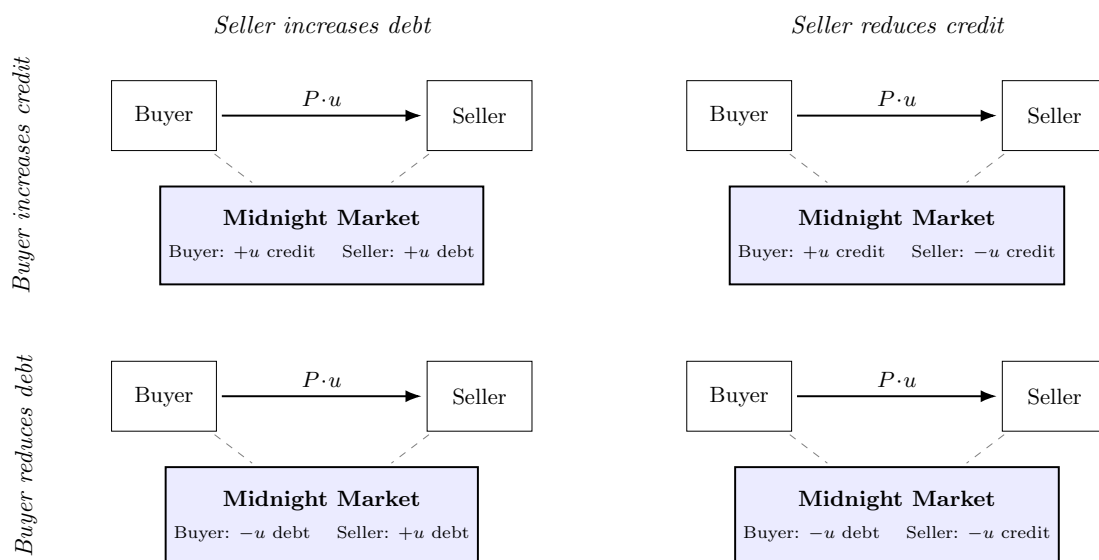 Seller increases debt
Seller reduces credit
Buyer increases credit
Buyer
P·u
Seller
Midnight Market
Buyer: +u credit Seller: +u debt
Buyer
P·u
Seller
Midnight Market
Buyer: +u credit Seller: −u credit
Buyer reduces debt
Buyer
P·u
Seller
Midnight Market
Buyer: −u debt Seller: +u debt
Buyer
P·u
Seller
Midnight Market
Buyer: −u debt Seller: −u credit